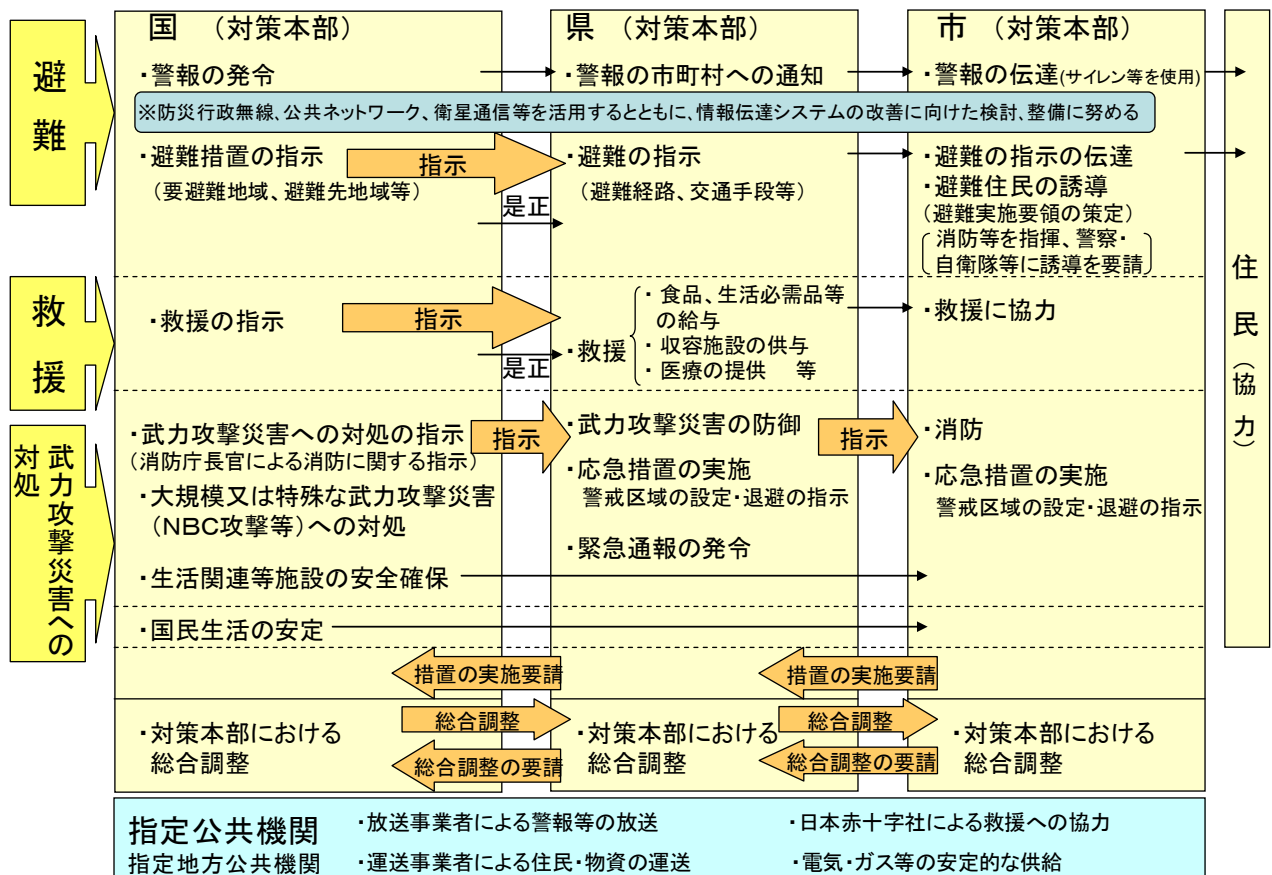 国 （対策本部）
県 （対策本部）
市 （対策本部）
避難
・警報の発令
・警報の市町村への通知
・警報の伝達(サイレン等を使用)
※防災行政無線、公共ネットワーク、衛星通信等を活用するとともに、情報伝達システムの改善に向けた検討、整備に努める
・避難措置の指示
（要避難地域、避難先地域等）
指示
是正
・避難の指示
（避難経路、交通手段等）
・避難の指示の伝達
・避難住民の誘導
（避難実施要領の策定）
消防等を指揮、警察・
自衛隊等に誘導を要請
住民（協力）
救援
・救援の指示
指示
是正
・救援
・ 食品、生活必需品等
の給与
・ 収容施設の供与
・ 医療の提供 等
・救援に協力
武力攻撃災害への
対処
・武力攻撃災害への対処の指示
（消防庁長官による消防に関する指示）
・大規模又は特殊な武力攻撃災害
（ＮＢＣ攻撃等）への対処
・生活関連等施設の安全確保
指示
・武力攻撃災害の防御
・応急措置の実施
警戒区域の設定・退避の指示
・緊急通報の発令
指示
・消防
・応急措置の実施
警戒区域の設定・退避の指示
・国民生活の安定
措置の実施要請
措置の実施要請
・対策本部における
総合調整
総合調整
総合調整の要請
・対策本部における
総合調整
総合調整
総合調整の要請
・対策本部における
総合調整
指定公共機関
指定地方公共機関
・放送事業者による警報等の放送
・日本赤十字社による救援への協力
・運送事業者による住民・物資の運送
・電気・ガス等の安定的な供給